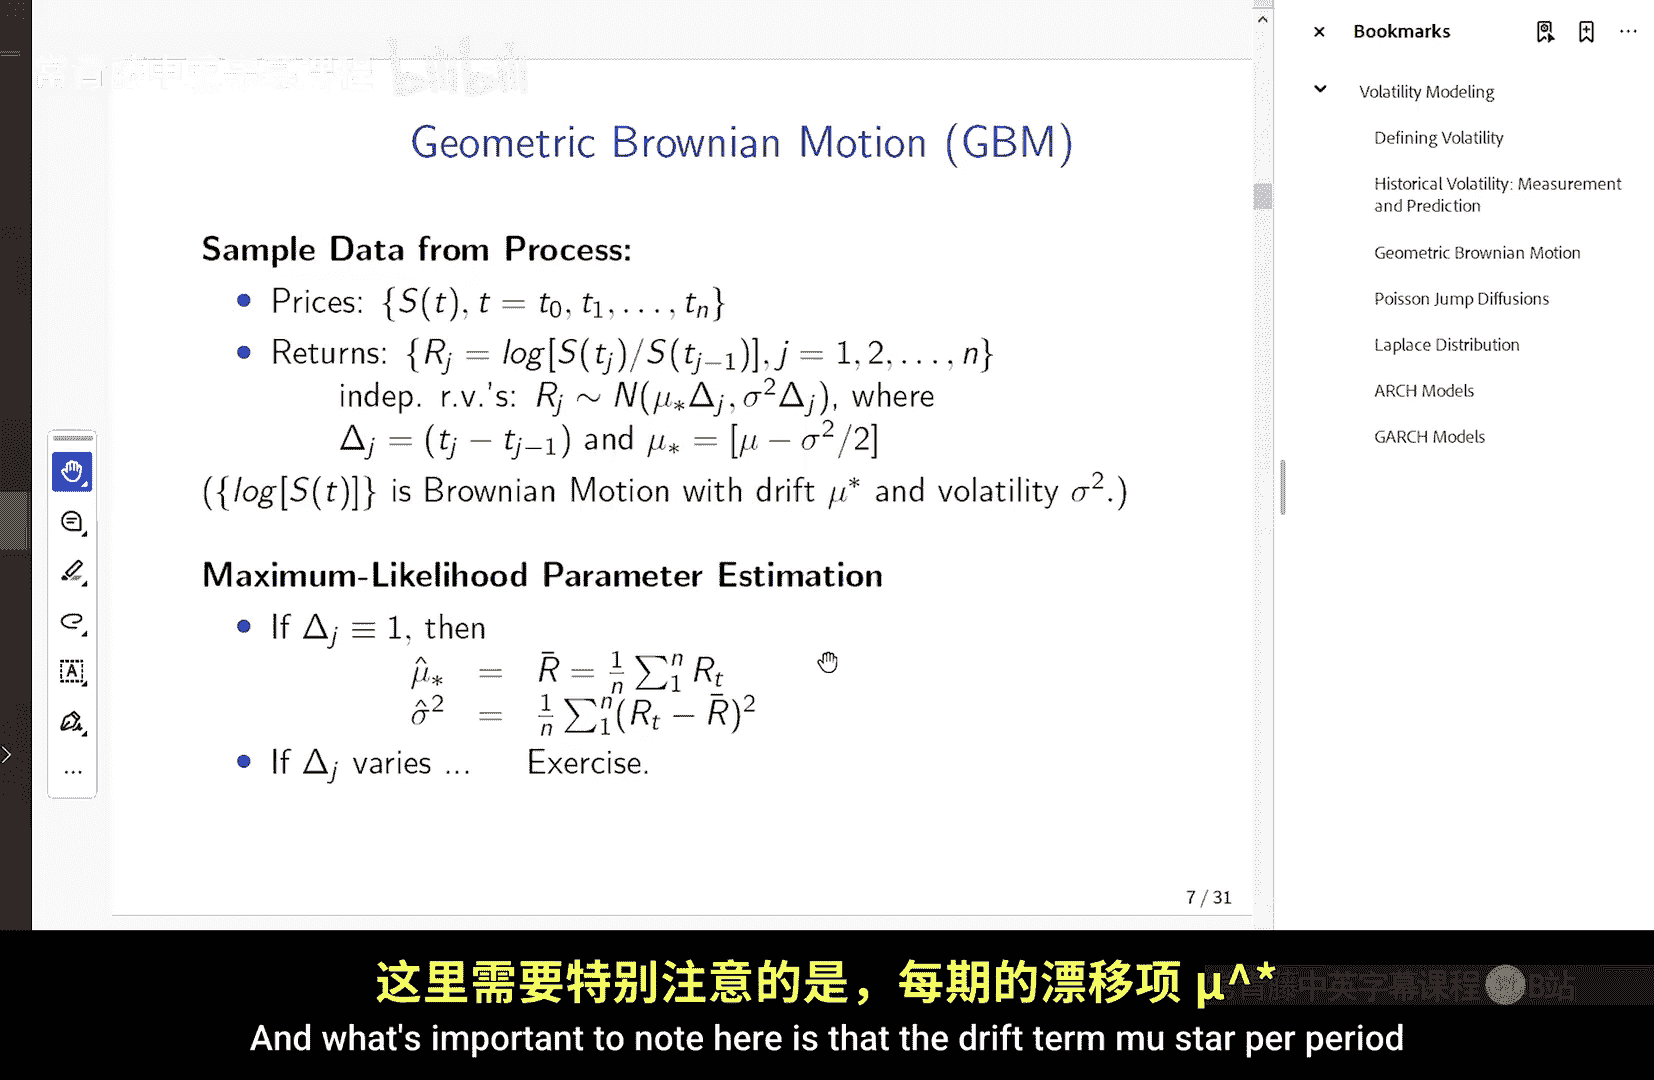 Geometric Brownian Motion (GBM)
Sample Data from Process:
• Prices: {S(t), t = t₀, t₁, . . . , tₙ}
• Returns: {Rⱼ = log[S(tⱼ)/S(tⱼ₋₁)], j = 1, 2, . . . , n}
indep. r.v.'s: Rⱼ ∼ N(μ∗Δⱼ, σ²Δⱼ), where
Δⱼ = (tⱼ − tⱼ₋₁) and μ∗ = [μ − σ²/2]
({log[S(t)]} is Brownian Motion with drift μ* and volatility σ².)
Maximum-Likelihood Parameter Estimation
• If Δⱼ ≡ 1, then
μ̂∗ = R̄ = 1/n ∑₁ⁿ Rₜ
σ̂² = 1/n ∑₁ⁿ(Rₜ − R̄)²
• If Δⱼ varies ... Exercise.
7 / 31
Bookmarks
Volatility Modeling
Defining Volatility
Historical Volatility: Measurement
and Prediction
Geometric Brownian Motion
Poisson Jump Diffusions
Laplace Distribution
ARCH Models
GARCH Models
这里需要特别注意的是，每期的漂移项 μ^*
And what's important to note here is that the drift term mu star per period